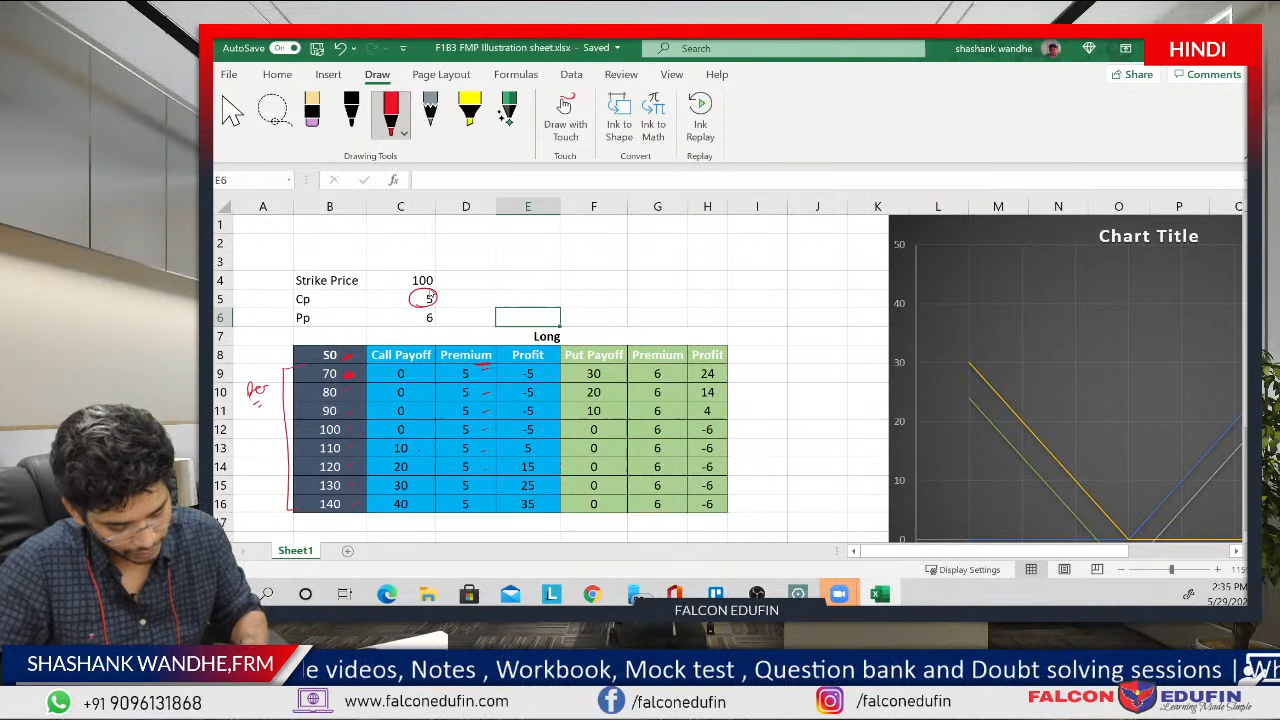 HINDI
AutoSave On F1B3 FMP Illustration sheet.xlsx - Saved Search shashank wandhe
File Home Insert Draw Page Layout Formulas Data Review View Help Share Comments
Draw with Touch Ink to Shape Ink to Math Ink Replay
Drawing Tools Touch Convert Replay
E6 fx
A B C D E F G H I J K L M N O P
1
2
3
4 Strike Price 100
5 Cp 5
6 Pp 6
7 Long
8 S0 Call Payoff Premium Profit Put Payoff Premium Profit
9 70 0 5 -5 30 6 24
10 80 0 5 -5 20 6 14
11 90 0 5 -5 10 6 4
12 100 0 5 -5 0 6 -6
13 110 10 5 5 0 6 -6
14 120 20 5 15 0 6 -6
15 130 30 5 25 0 6 -6
16 140 40 5 35 0 6 -6
17
Chart Title
50
40
30
20
10
0
Sheet1
Display Settings
2:35 PM
FALCON EDUFIN
SHASHANK WANDHE,FRM
videos, Notes , Workbook, Mock test , Question bank and Doubt solving sessions |
+91 9096131868 www.falconedufin.com /falconedufin /falconedufin FALCON EDUFIN
Learning Made Simple